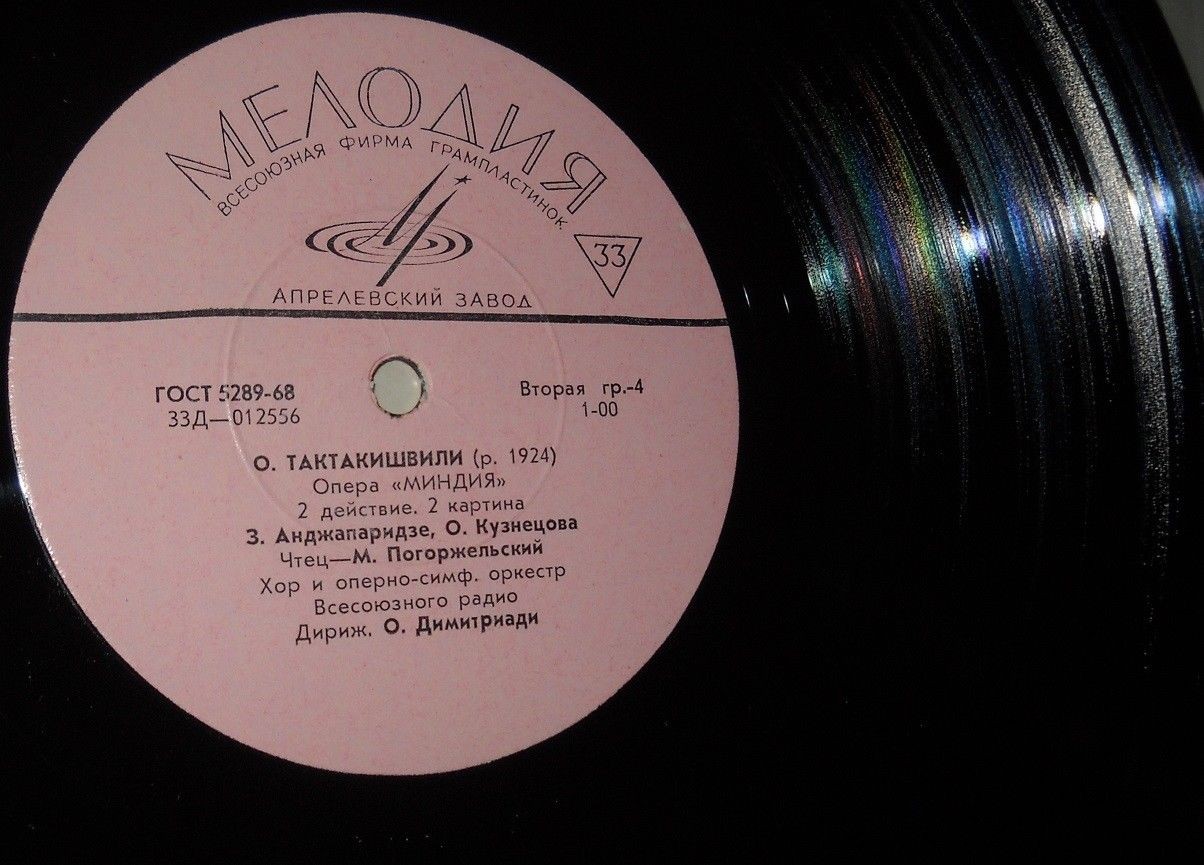 МЕЛОДИЯ
ВСЕСОЮЗНАЯ ФИРМА ГРАМПЛАСТИНОК
33
АПРЕЛЕВСКИЙ ЗАВОД
ГОСТ 5289-68
Вторая гр.-4
33Д—012556
1-00
О. ТАКТАКИШВИЛИ (р. 1924)
Опера «МИНДИЯ»
2 действие. 2 картина
З. Анджапаридзе, О. Кузнецова
Чтец—М. Погоржельский
Хор и оперно-симф. оркестр
Всесоюзного радио
Дириж. О. Димитриади